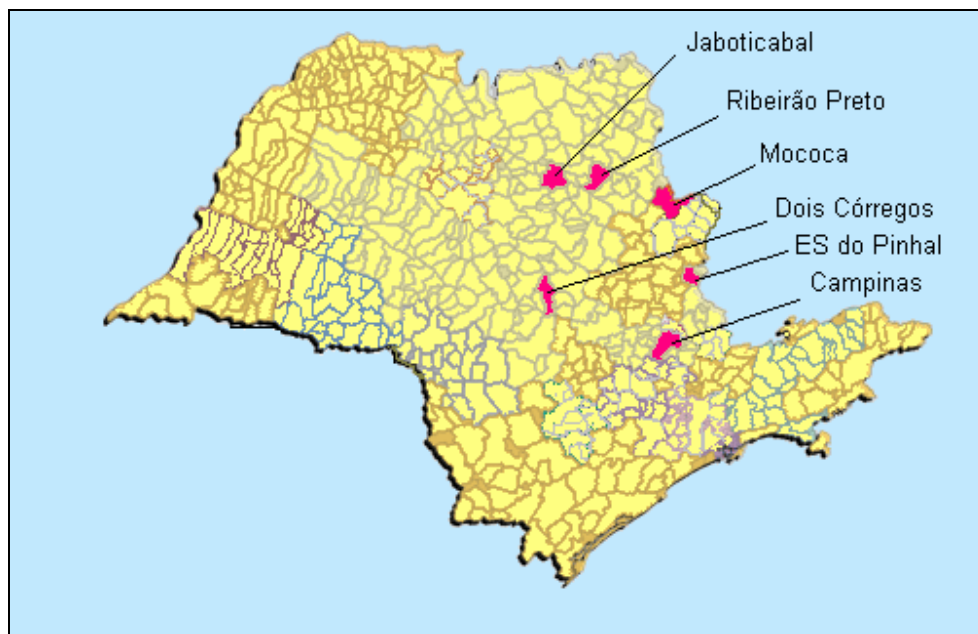 Jaboticabal
Ribeirão Preto
Mococa
Dois Córregos
ES do Pinhal
Campinas